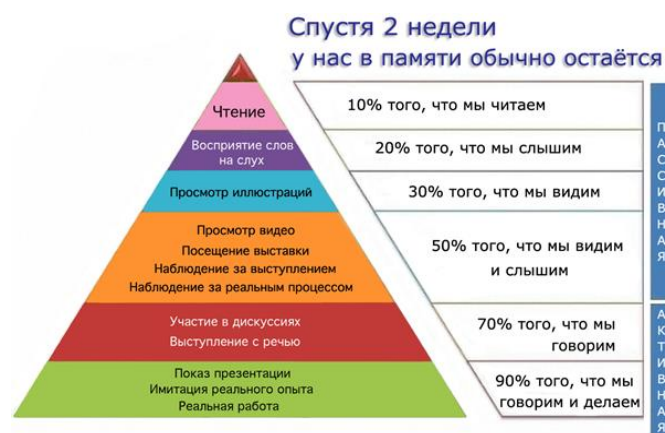 Спустя 2 недели
у нас в памяти обычно остаётся
Чтение
10% того, что мы читаем
Восприятие слов
на слух
20% того, что мы слышим
Просмотр иллюстраций
30% того, что мы видим
Просмотр видео
Посещение выставки
Наблюдение за выступлением
Наблюдение за реальным процессом
50% того, что мы видим
и слышим
Участие в дискуссиях
Выступление с речью
70% того, что мы
говорим
Показ презентации
Имитация реального опыта
Реальная работа
90% того, что мы
говорим и делаем
ПАССИВНАЯ
АКТИВНАЯ